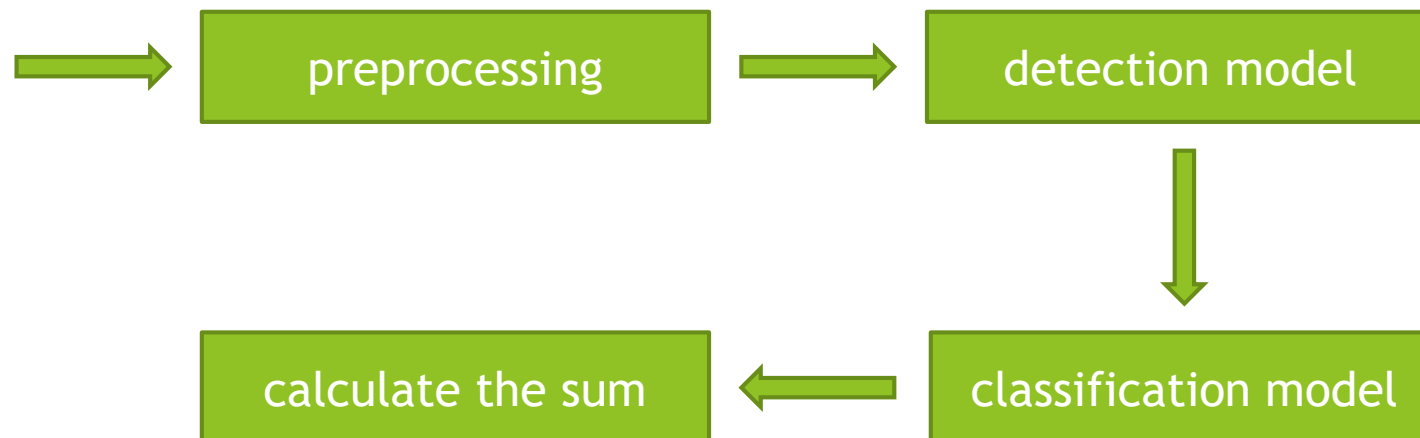 preprocessing
detection model
classification model
calculate the sum